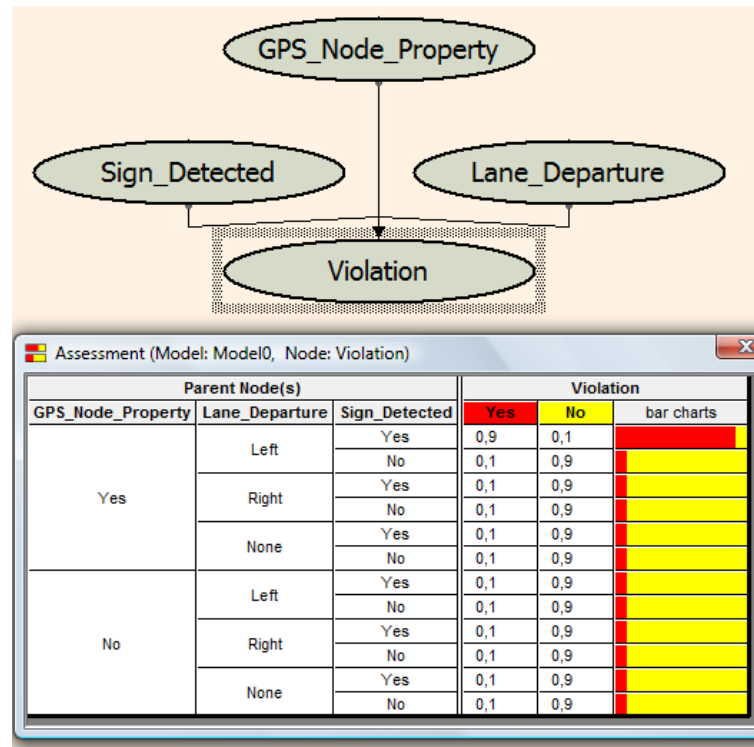 GPS_Node_Property
Sign_Detected Lane_Departure
Violation
Assessment (Model: Model0, Node: Violation)
Parent Node(s) Violation
GPS_Node_Property Lane_Departure Sign_Detected Yes No bar charts
Yes Left Yes 0,9 0,1
No 0,1 0,9
Right Yes 0,1 0,9
No 0,1 0,9
None Yes 0,1 0,9
No 0,1 0,9
No Left Yes 0,1 0,9
No 0,1 0,9
Right Yes 0,1 0,9
No 0,1 0,9
None Yes 0,1 0,9
No 0,1 0,9